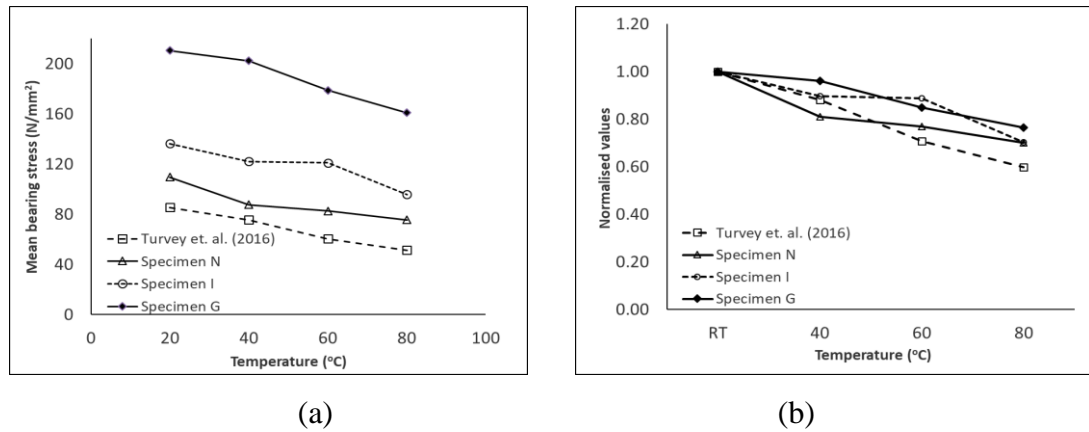 200
160
120
80
40
0
Mean bearing stress (N/mm²)
Turvey et. al. (2016)
Specimen N
Specimen I
Specimen G
0 20 40 60 80 100
Temperature (°C)
(a)
1.20
1.00
0.80
0.60
0.40
0.20
0.00
Normalised values
Turvey et. al. (2016)
Specimen N
Specimen I
Specimen G
RT 40 60 80
Temperature (°C)
(b)